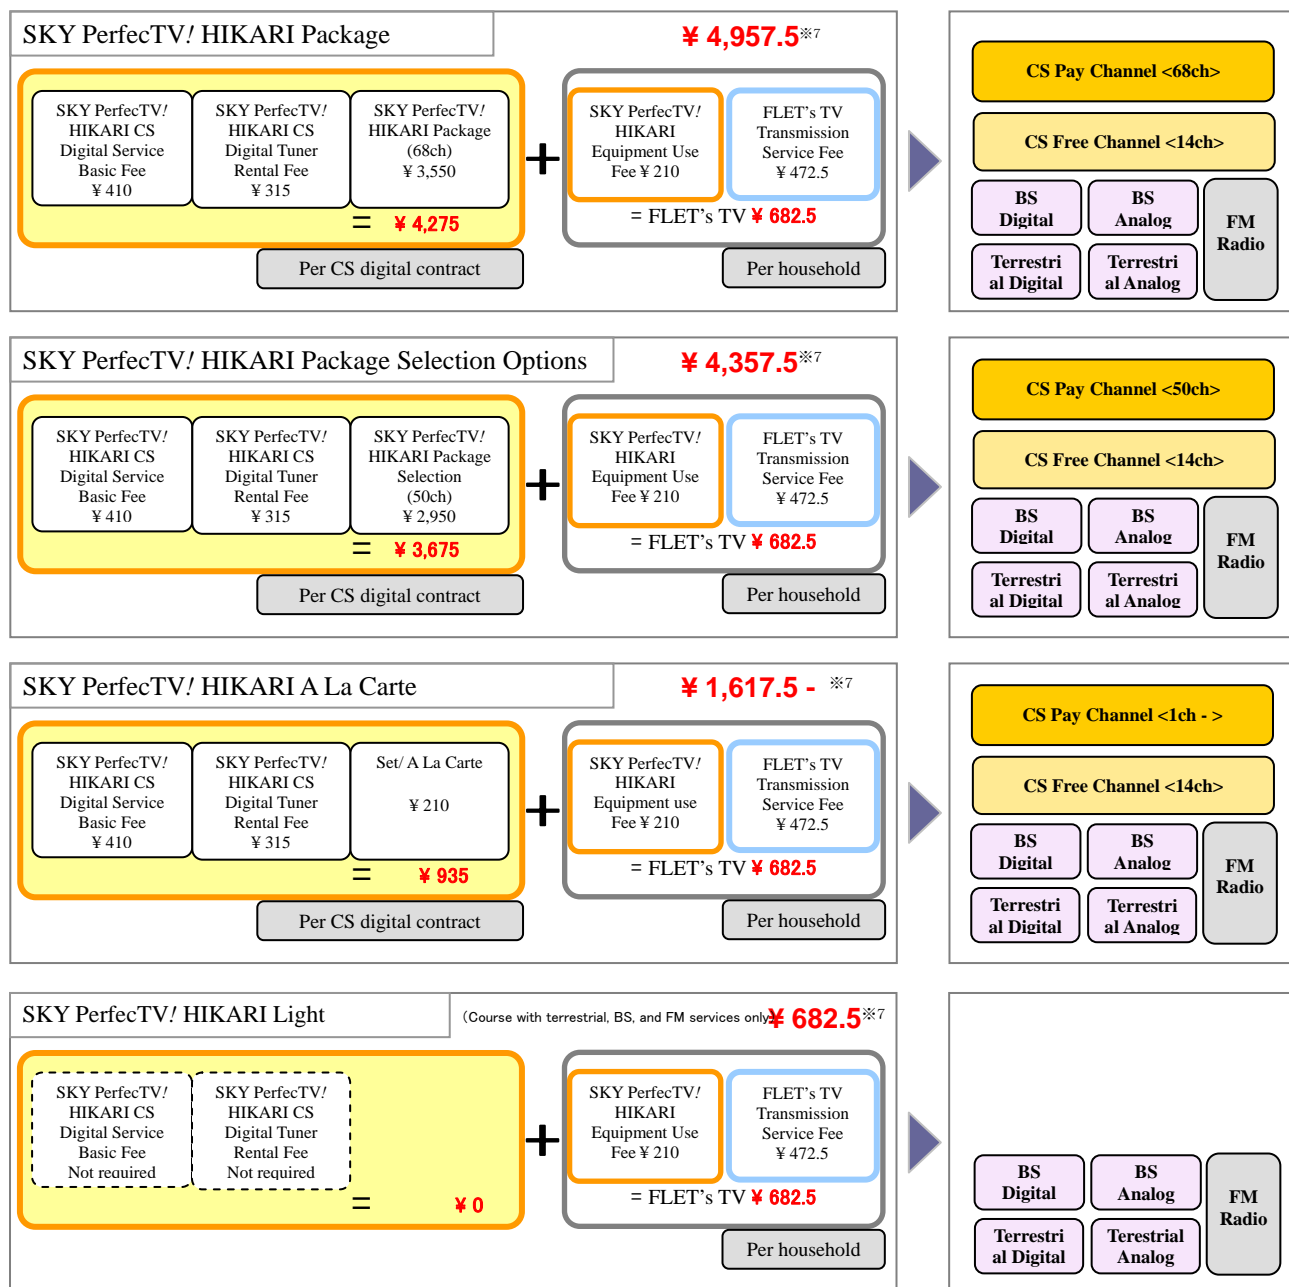 SKY PerfecTV! HIKARI Package
¥ 4,957.5※7
SKY PerfecTV!
HIKARI CS
Digital Service
Basic Fee
¥ 410
SKY PerfecTV!
HIKARI CS
Digital Tuner
Rental Fee
¥ 315
SKY PerfecTV!
HIKARI Package
(68ch)
¥ 3,550
= ¥ 4,275
Per CS digital contract
+
SKY PerfecTV!
HIKARI
Equipment Use
Fee ¥ 210
FLET's TV
Transmission
Service Fee
¥ 472.5
= FLET's TV ¥ 682.5
Per household
CS Pay Channel <68ch>
CS Free Channel <14ch>
BS
Digital
BS
Analog
Terrestri
al Digital
Terrestri
al Analog
FM
Radio
SKY PerfecTV! HIKARI Package Selection Options
¥ 4,357.5※7
SKY PerfecTV!
HIKARI CS
Digital Service
Basic Fee
¥ 410
SKY PerfecTV!
HIKARI CS
Digital Tuner
Rental Fee
¥ 315
SKY PerfecTV!
HIKARI Package
Selection
(50ch)
¥ 2,950
= ¥ 3,675
Per CS digital contract
+
SKY PerfecTV!
HIKARI
Equipment Use
Fee ¥ 210
FLET's TV
Transmission
Service Fee
¥ 472.5
= FLET's TV ¥ 682.5
Per household
CS Pay Channel <50ch>
CS Free Channel <14ch>
BS
Digital
BS
Analog
Terrestri
al Digital
Terrestri
al Analog
FM
Radio
SKY PerfecTV! HIKARI A La Carte
¥ 1,617.5 - ※7
SKY PerfecTV!
HIKARI CS
Digital Service
Basic Fee
¥ 410
SKY PerfecTV!
HIKARI CS
Digital Tuner
Rental Fee
¥ 315
Set/ A La Carte
¥ 210
= ¥ 935
Per CS digital contract
+
SKY PerfecTV!
HIKARI
Equipment use
Fee ¥ 210
FLET's TV
Transmission
Service Fee
¥ 472.5
= FLET's TV ¥ 682.5
Per household
CS Pay Channel <1ch - >
CS Free Channel <14ch>
BS
Digital
BS
Analog
Terrestri
al Digital
Terrestri
al Analog
FM
Radio
SKY PerfecTV! HIKARI Light
(Course with terrestrial, BS, and FM services only
¥ 682.5※7
SKY PerfecTV!
HIKARI CS
Digital Service
Basic Fee
Not required
SKY PerfecTV!
HIKARI CS
Digital Tuner
Rental Fee
Not required
= ¥ 0
+
SKY PerfecTV!
HIKARI
Equipment Use
Fee ¥ 210
FLET's TV
Transmission
Service Fee
¥ 472.5
= FLET's TV ¥ 682.5
Per household
BS
Digital
BS
Analog
Terrestri
al Digital
Terestrial
Analog
FM
Radio